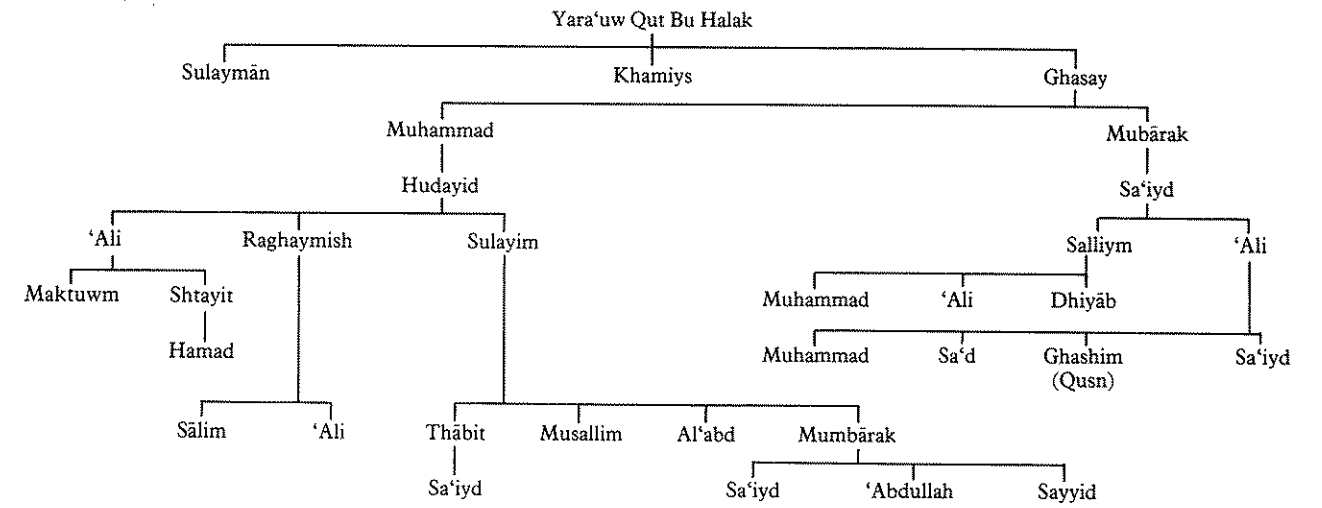 Yara‘uw Qut Bu Halak
Sulaymān Khamiys Ghasay
Muhammad Mubārak
Hudayid Sa‘iyd
‘Ali Raghaymish Sulayim Salliym ‘Ali
Maktuwm Shtayit Muhammad ‘Ali Dhiyāb
Hamad Muhammad Sa‘d Ghashim Sa‘iyd
(Qusn)
Sālim ‘Ali Thābit Musallim Al‘abd Mumbārak
Sa‘iyd Sa‘iyd ‘Abdullah Sayyid